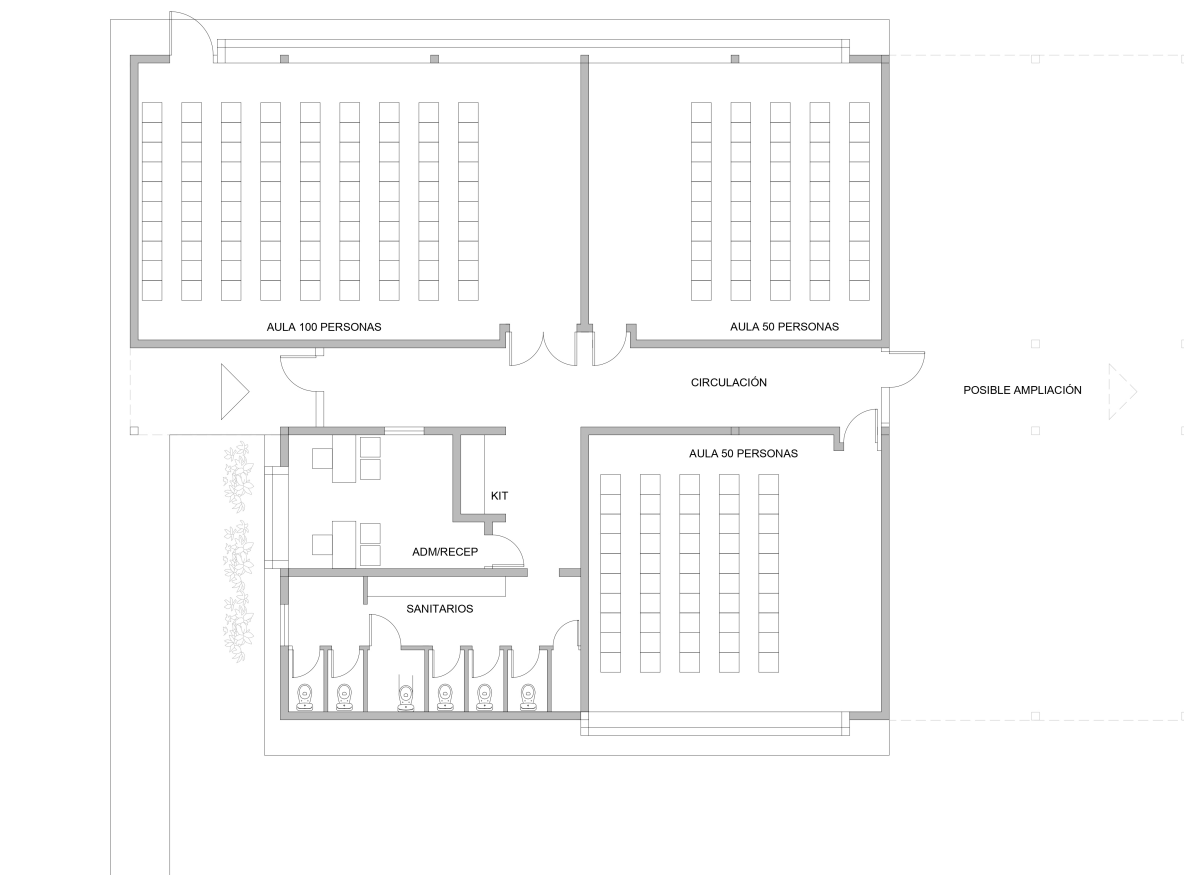 AULA 100 PERSONAS
AULA 50 PERSONAS
CIRCULACIÓN
POSIBLE AMPLIACIÓN
AULA 50 PERSONAS
KIT
ADM/RECEP
SANITARIOS